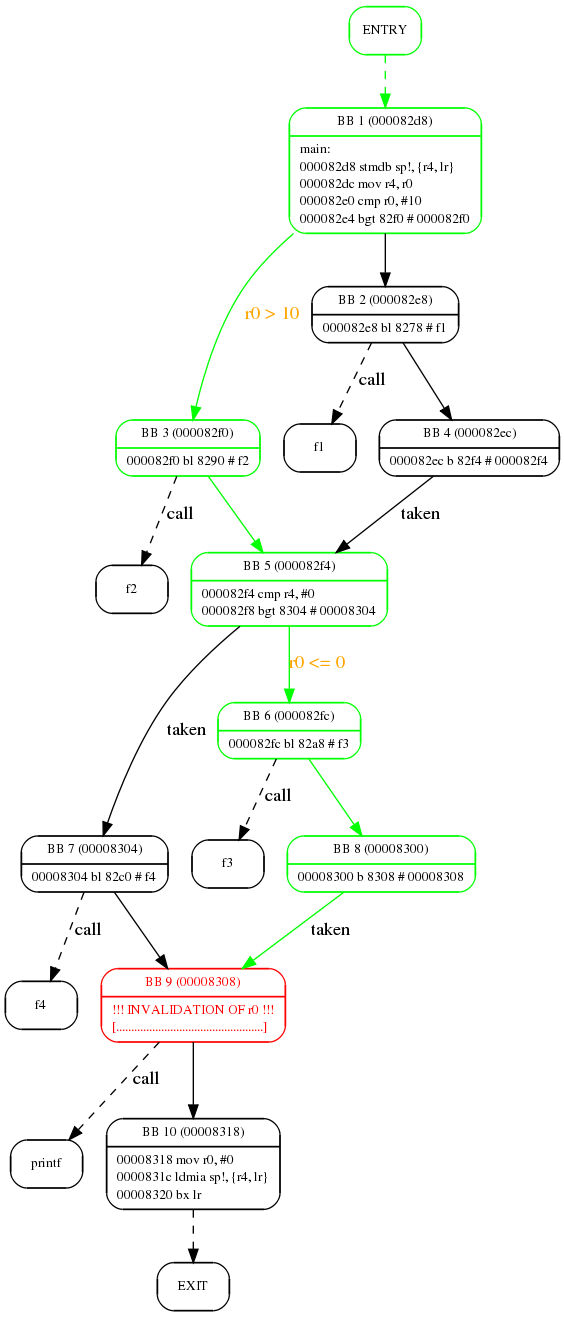 ENTRY
BB 1 (000082d8)
main:
000082d8 stmdb sp!, {r4, lr}
000082dc mov r4, r0
000082e0 cmp r0, #10
000082e4 bgt 82f0 # 000082f0
r0 > 10
BB 2 (000082e8)
000082e8 bl 8278 # f1
call
BB 3 (000082f0)
000082f0 bl 8290 # f2
f1
BB 4 (000082ec)
000082ec b 82f4 # 000082f4
call
taken
f2
BB 5 (000082f4)
000082f4 cmp r4, #0
000082f8 bgt 8304 # 00008304
r0 <= 0
taken
BB 6 (000082fc)
000082fc bl 82a8 # f3
call
BB 7 (00008304)
00008304 bl 82c0 # f4
f3
BB 8 (00008300)
00008300 b 8308 # 00008308
call
taken
f4
BB 9 (00008308)
!!! INVALIDATION OF r0 !!!
[.................................................]
call
printf
BB 10 (00008318)
00008318 mov r0, #0
0000831c ldmia sp!, {r4, lr}
00008320 bx lr
EXIT